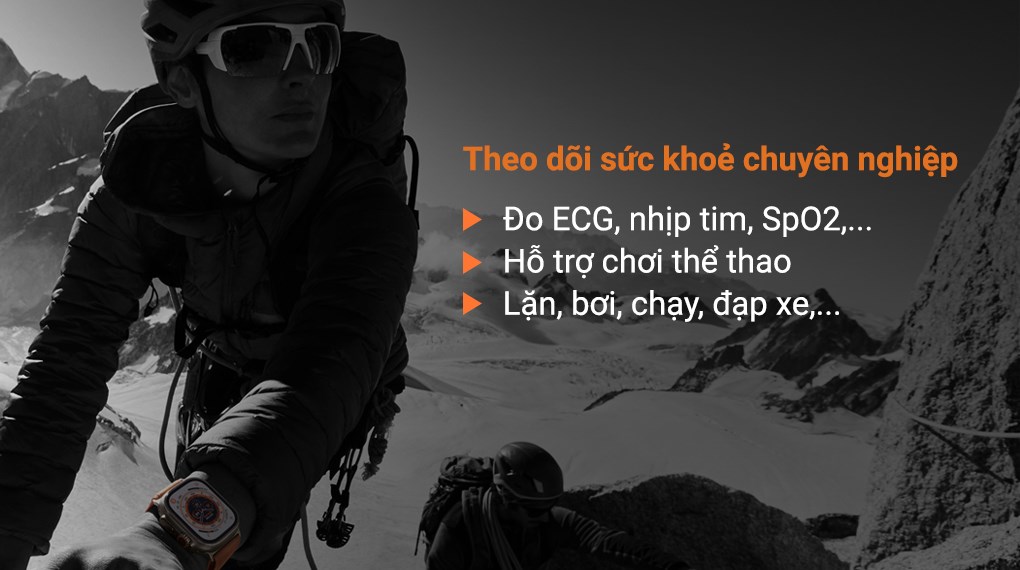 Theo dõi sức khoẻ chuyên nghiệp
Đo ECG, nhịp tim, SpO2,...
Hỗ trợ chơi thể thao
Lặn, bơi, chạy, đạp xe,...